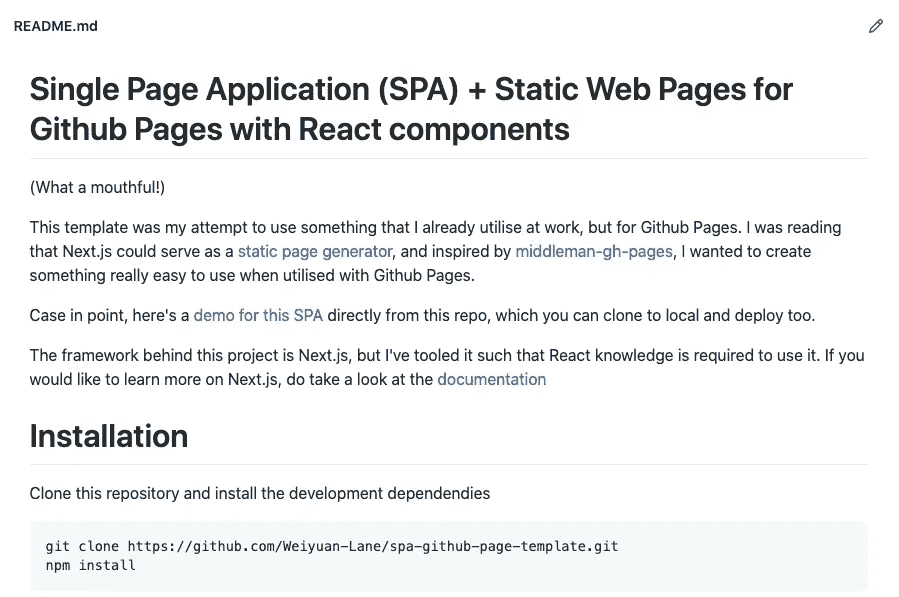 README.md
Single Page Application (SPA) + Static Web Pages for
Github Pages with React components
(What a mouthful!)
This template was my attempt to use something that I already utilise at work, but for Github Pages. I was reading
that Next.js could serve as a static page generator, and inspired by middleman-gh-pages, I wanted to create
something really easy to use when utilised with Github Pages.
Case in point, here's a demo for this SPA directly from this repo, which you can clone to local and deploy too.
The framework behind this project is Next.js, but I've tooled it such that React knowledge is required to use it. If you
would like to learn more on Next.js, do take a look at the documentation
Installation
Clone this repository and install the development dependendies
git clone https://github.com/Weiyuan-Lane/spa-github-page-template.git
npm install